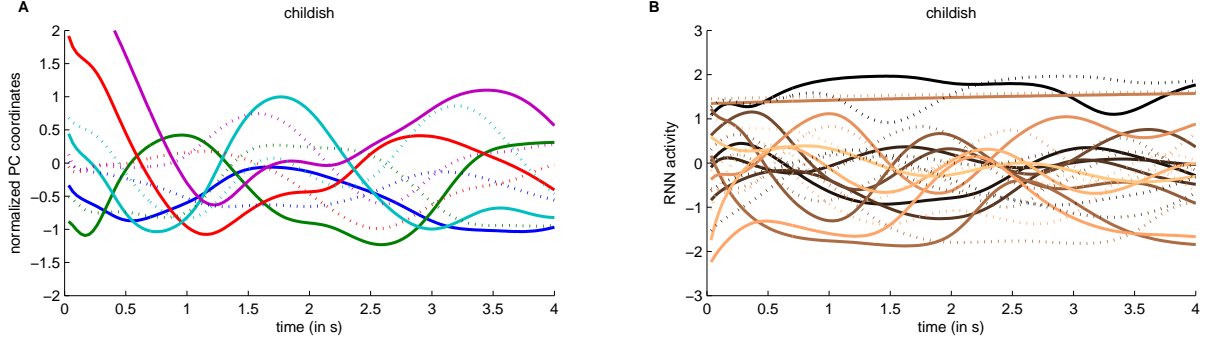 A
childish
normalized PC coordinates
2
1.5
1
0.5
0
−0.5
−1
−1.5
−2
0 0.5 1 1.5 2 2.5 3 3.5 4
time (in s)
B
childish
RNN activity
3
2
1
0
−1
−2
−3
0 0.5 1 1.5 2 2.5 3 3.5 4
time (in s)